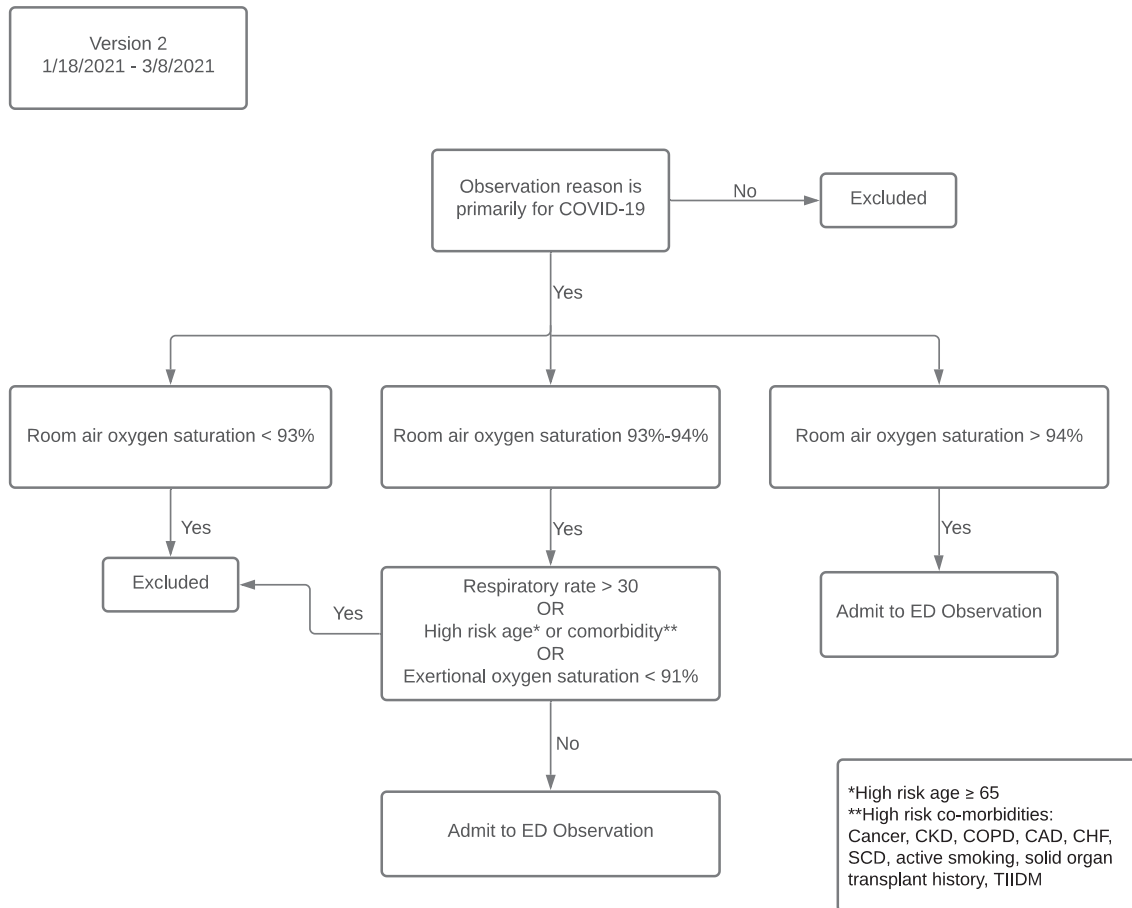 Version 2
1/18/2021 - 3/8/2021
Observation reason is
primarily for COVID-19
No
Excluded
Yes
Room air oxygen saturation < 93%
Room air oxygen saturation 93%-94%
Room air oxygen saturation > 94%
Yes
Yes
Yes
Excluded
Yes
Respiratory rate > 30
OR
High risk age* or comorbidity**
OR
Exertional oxygen saturation < 91%
Admit to ED Observation
No
Admit to ED Observation
*High risk age ≥ 65
**High risk co-morbidities:
Cancer, CKD, COPD, CAD, CHF,
SCD, active smoking, solid organ
transplant history, TIIDM